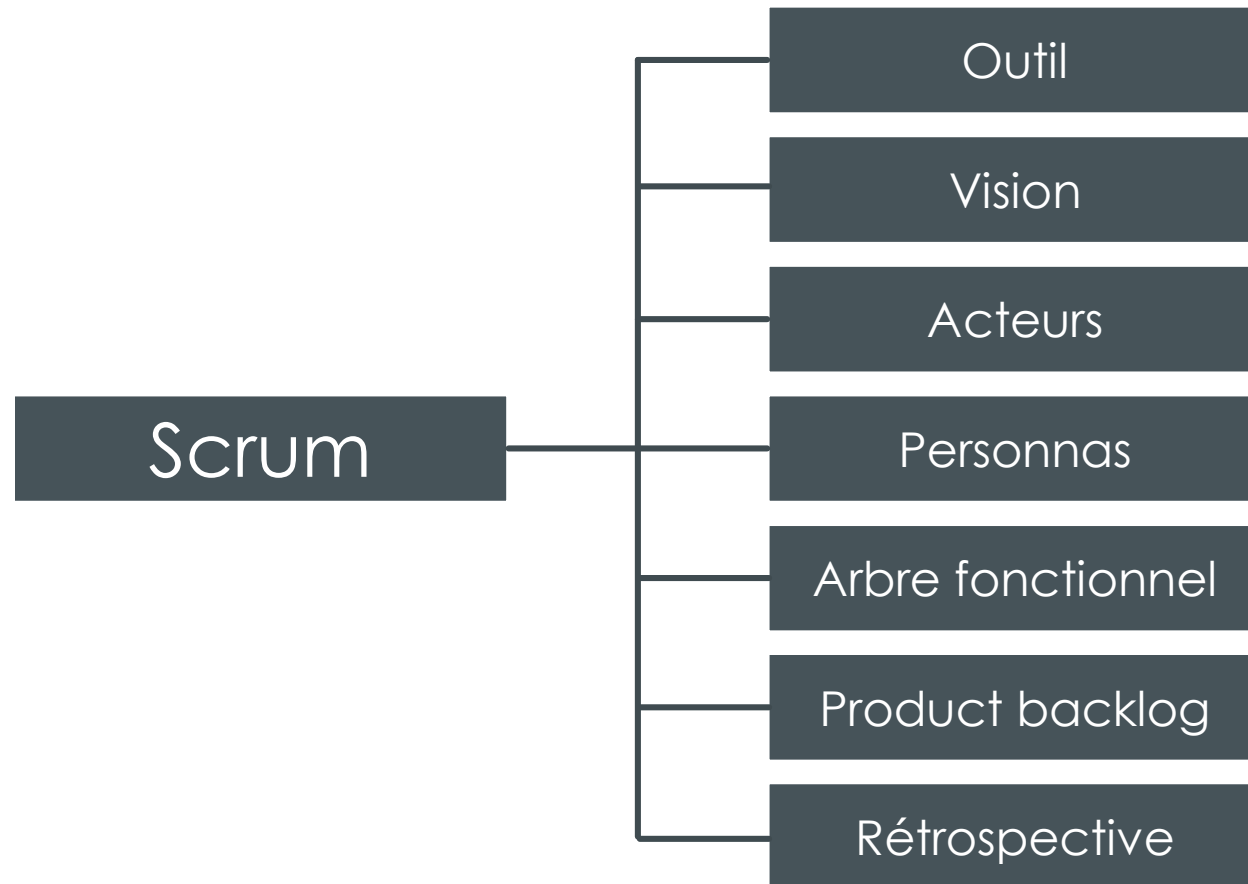 Outil
Vision
Acteurs
Scrum
Personnas
Arbre fonctionnel
Product backlog
Rétrospective